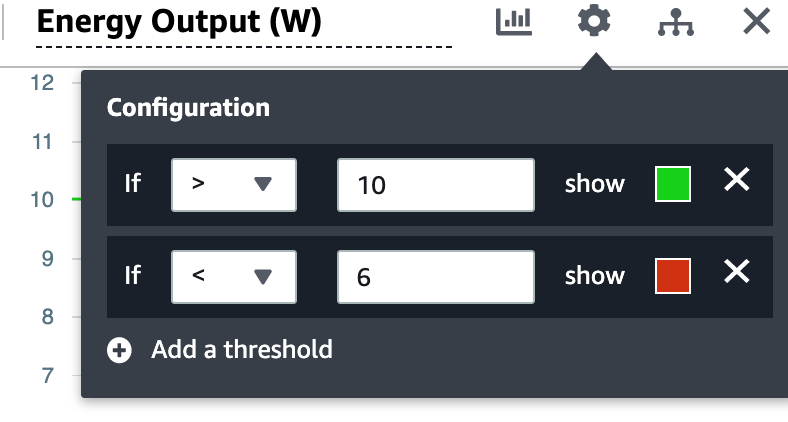 Energy Output (W)
12
11
10
9
8
7
Configuration
If > 10 show
If < 6 show
Add a threshold